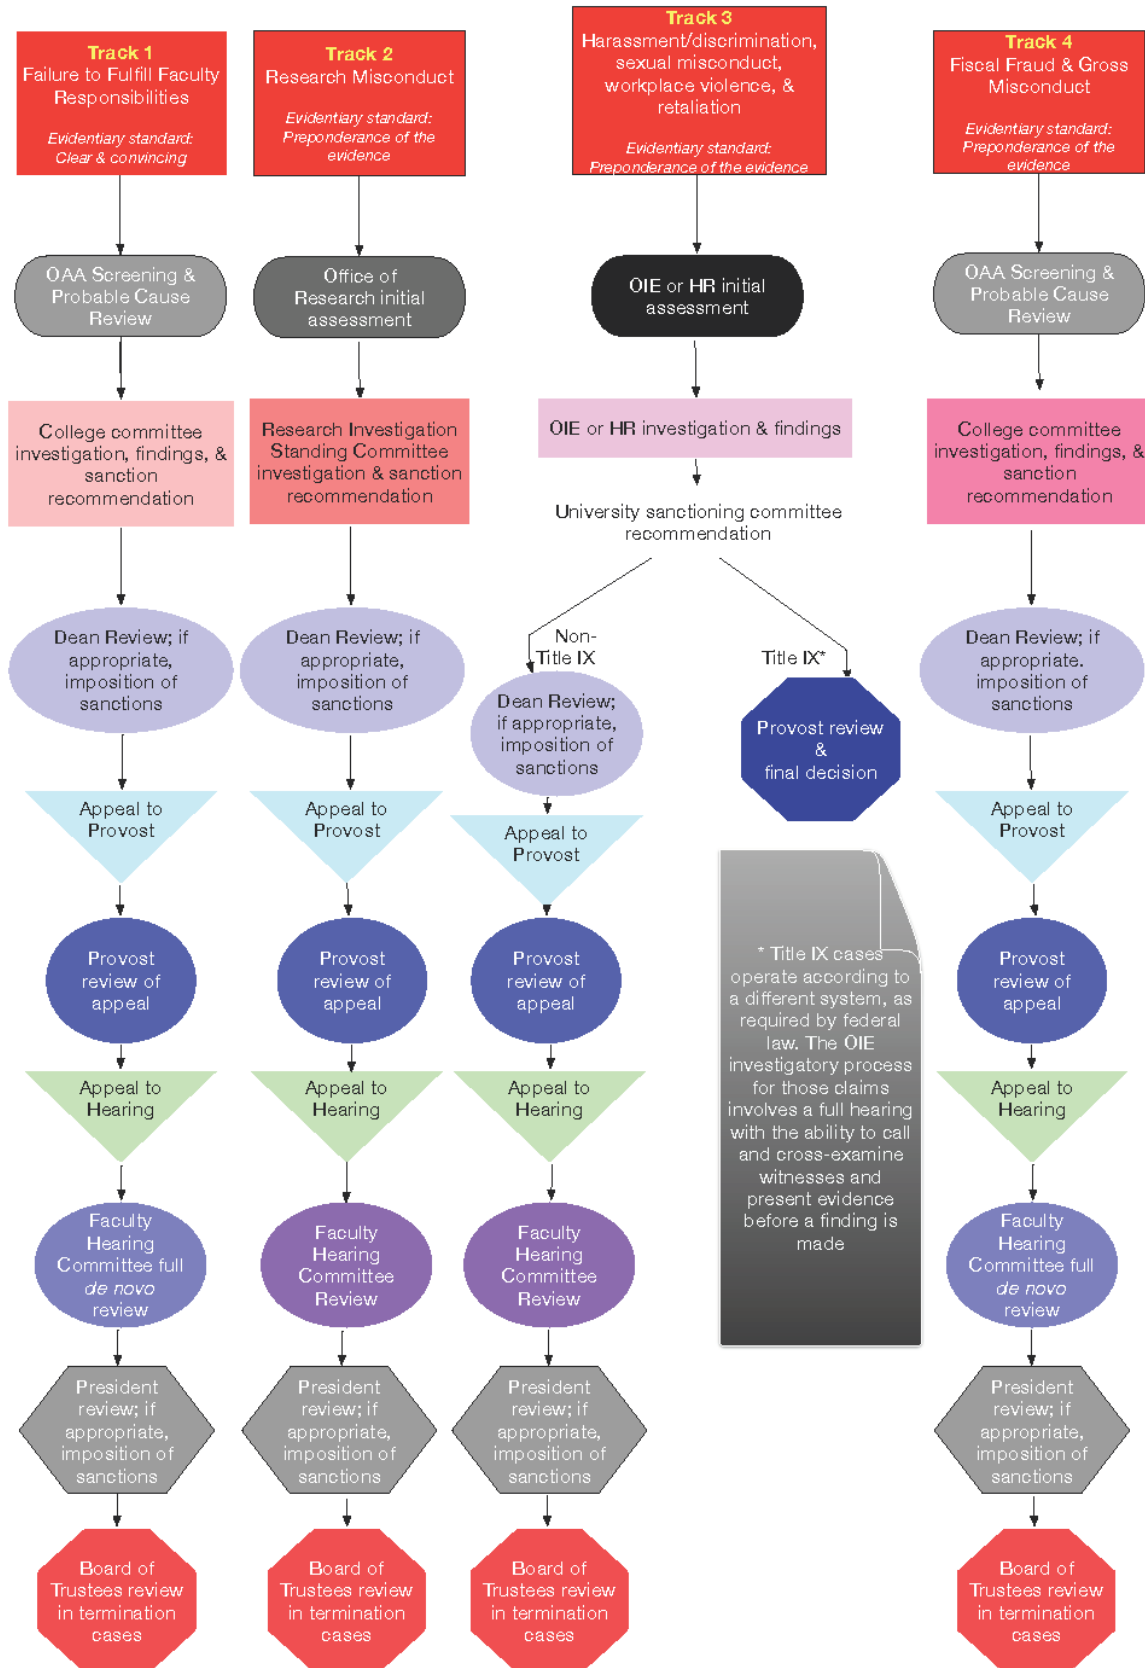 Track 1
Failure to Fulfill Faculty
Responsibilities
Evidentiary standard:
Clear & convincing
OAA Screening &
Probable Cause
Review
College committee
investigation, findings, &
sanction
recommendation
Dean Review; if
appropriate,
imposition of
sanctions
Appeal to
Provost
Provost
review of
appeal
Appeal to
Hearing
Faculty
Hearing
Committee full
de novo
review
President
review; if
appropriate,
imposition of
sanctions
Board of
Trustees review
in termination
cases
Track 2
Research Misconduct
Evidentiary standard:
Preponderance of the
evidence
Office of
Research initial
assessment
Research Investigation
Standing Committee
investigation & sanction
recommendation
Dean Review; if
appropriate,
imposition of
sanctions
Appeal to
Provost
Provost
review of
appeal
Appeal to
Hearing
Faculty
Hearing
Committee
Review
President
review; if
appropriate,
imposition of
sanctions
Board of
Trustees review
in termination
cases
Track 3
Harassment/discrimination,
sexual misconduct,
workplace violence, &
retaliation
Evidentiary standard:
Preponderance of the evidence
OIE or HR initial
assessment
OIE or HR investigation & findings
University sanctioning committee
recommendation
Non-
Title IX
Dean Review;
if appropriate,
imposition of
sanctions
Appeal to
Provost
Provost
review of
appeal
Appeal to
Hearing
Faculty
Hearing
Committee
Review
President
review; if
appropriate,
imposition of
sanctions
Board of
Trustees review
in termination
cases
Title IX*
Provost review
&
final decision
* Title IX cases
operate according to
a different system, as
required by federal
law. The OIE
investigatory process
for those claims
involves a full hearing
with the ability to call
and cross-examine
witnesses and
present evidence
before a finding is
made
Track 4
Fiscal Fraud & Gross
Misconduct
Evidentiary standard:
Preponderance of the
evidence
OAA Screening &
Probable Cause
Review
College committee
investigation, findings, &
sanction
recommendation
Dean Review; if
appropriate.
imposition of
sanctions
Appeal to
Provost
Provost
review of
appeal
Appeal to
Hearing
Faculty
Hearing
Committee full
de novo
review
President
review; if
appropriate,
imposition of
sanctions
Board of
Trustees review
in termination
cases